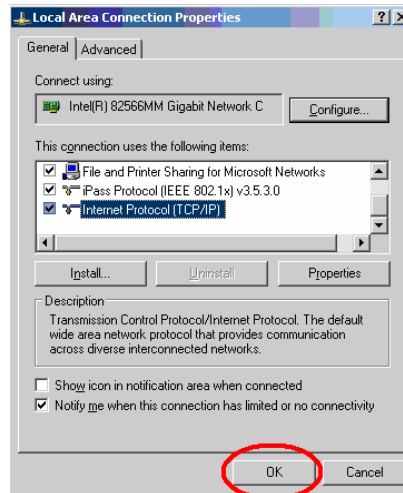 Local Area Connection Properties
General
Advanced
Connect using:
Intel(R) 82566MM Gigabit Network C
Configure...
This connection uses the following items:
File and Printer Sharing for Microsoft Networks
iPass Protocol (IEEE 802.1x) v3.5.3.0
Internet Protocol (TCP/IP)
Install...
Uninstall
Properties
Description
Transmission Control Protocol/Internet Protocol. The default
wide area network protocol that provides communication
across diverse interconnected networks.
Show icon in notification area when connected
Notify me when this connection has limited or no connectivity
OK
Cancel